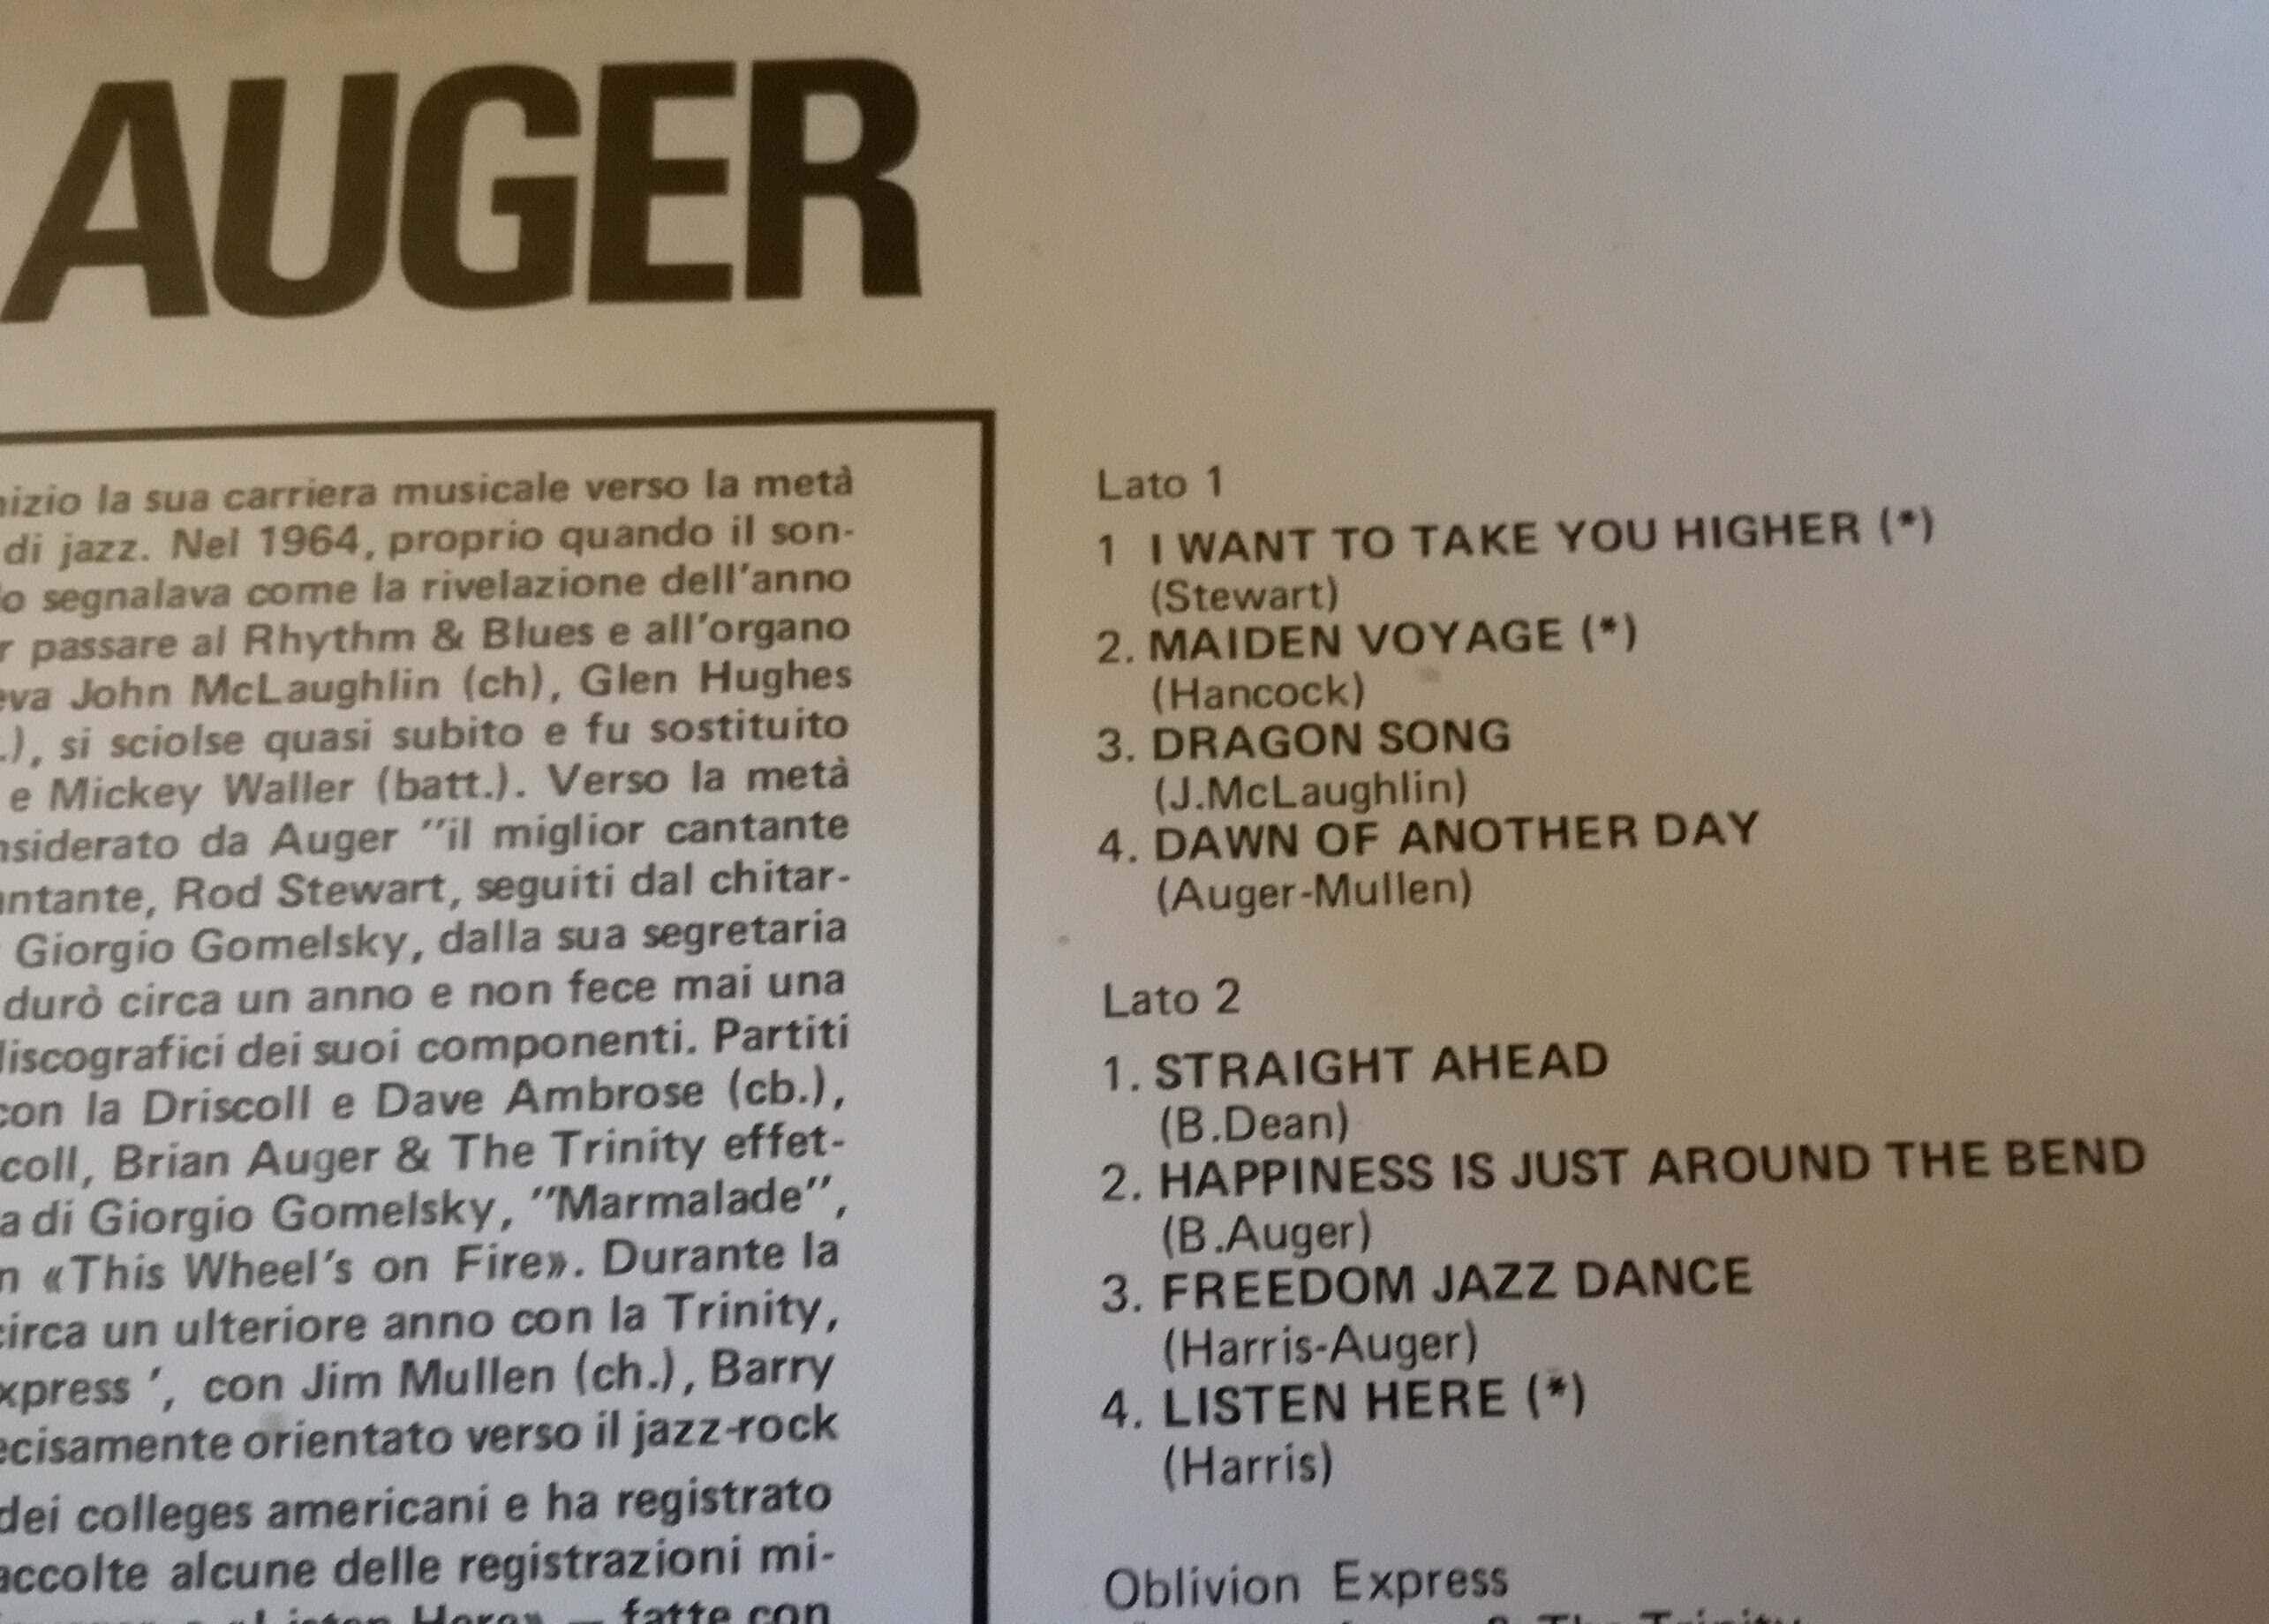 AUGER
la sua carriera musicale verso la metà
di jazz. Nel 1964, proprio quando il son-
segnalava come la rivelazione dell'anno
passare al Rhythm & Blues e all'organo
John McLaughlin (ch), Glen Hughes
.), si sciolse quasi subito e fu sostituito
e Mickey Waller (batt.). Verso la metà
da Auger "il miglior cantante
Rod Stewart, seguiti dal chitar-
Giorgio Gomelsky, dalla sua segretaria
durò circa un anno e non fece mai una
dei suoi componenti. Partiti
con la Driscoll e Dave Ambrose (cb.),
coll, Brian Auger & The Trinity effet-
a di Giorgio Gomelsky, "Marmalade",
n «This Wheel's on Fire». Durante la
circa un ulteriore anno con la Trinity,
xpress ', con Jim Mullen (ch.), Barry
ecisamente orientato verso il jazz-rock
dei colleges americani e ha registrato
accolte alcune delle registrazioni mi-
«Listen Here» – fatte con
Lato 1
1 I WANT TO TAKE YOU HIGHER (*)
(Stewart)
2. MAIDEN VOYAGE (*)
(Hancock)
3. DRAGON SONG
(J.McLaughlin)
4. DAWN OF ANOTHER DAY
(Auger-Mullen)
Lato 2
1. STRAIGHT AHEAD
(B.Dean)
2. HAPPINESS IS JUST AROUND THE BEND
(B.Auger)
3. FREEDOM JAZZ DANCE
(Harris-Auger)
4. LISTEN HERE (*)
(Harris)
Oblivion Express
& The Trinity